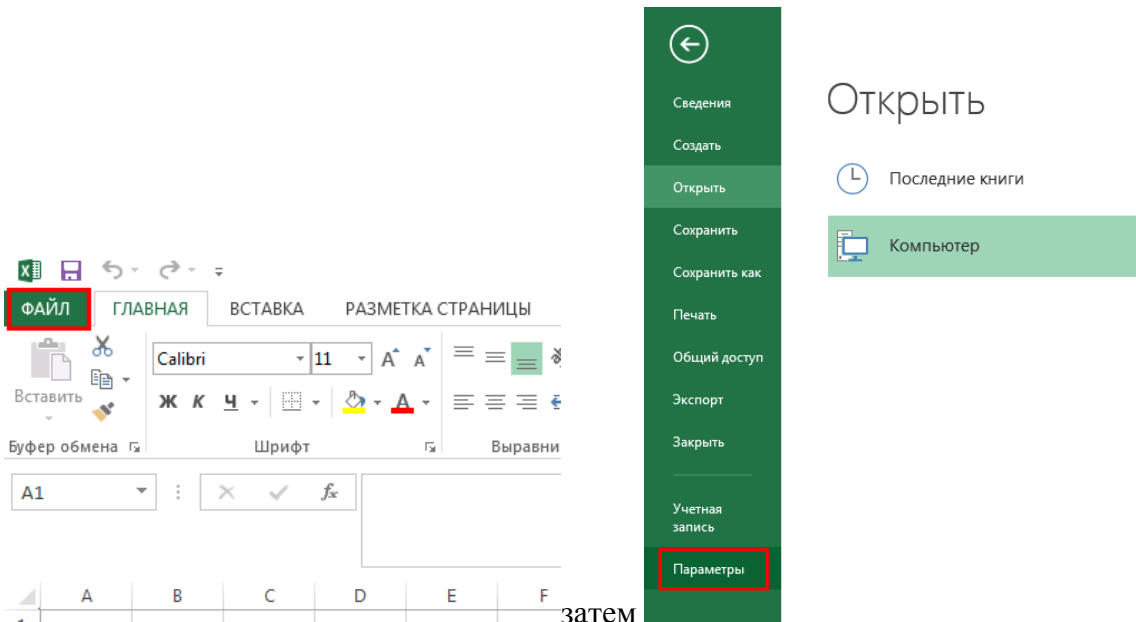 ФАЙЛ ГЛАВНАЯ ВСТАВКА РАЗМЕТКА СТРАНИЦЫ
Calibri 11 A A
Вставить
Ж К Ч А
Буфер обмена Шрифт Выравни
A1 fx
A B C D E F
затем
Сведения
Создать
Открыть
Сохранить
Сохранить как
Печать
Общий доступ
Экспорт
Закрыть
Учетная
запись
Параметры
Открыть
Последние книги
Компьютер